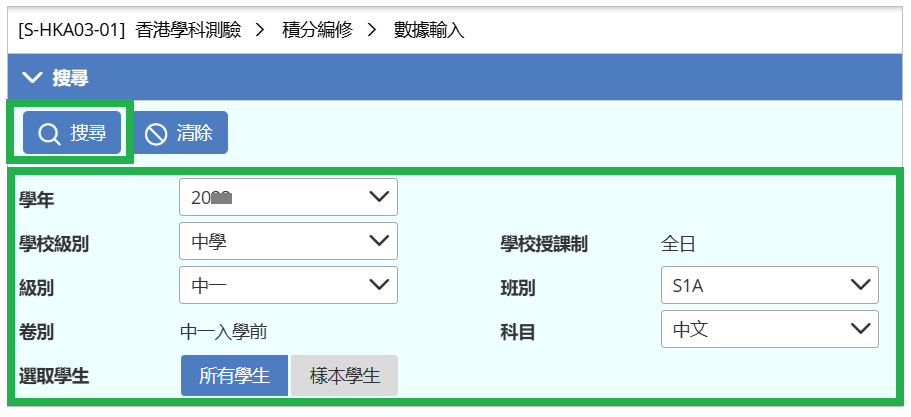 [S-HKA03-01] 香港學科測驗 > 積分編修 > 數據輸入
搜尋
搜尋 清除
學年
學校級別 中學 學校授課制 全日
級別 中一 班別 S1A
卷別 中一入學前 科目 中文
選取學生 所有學生 樣本學生